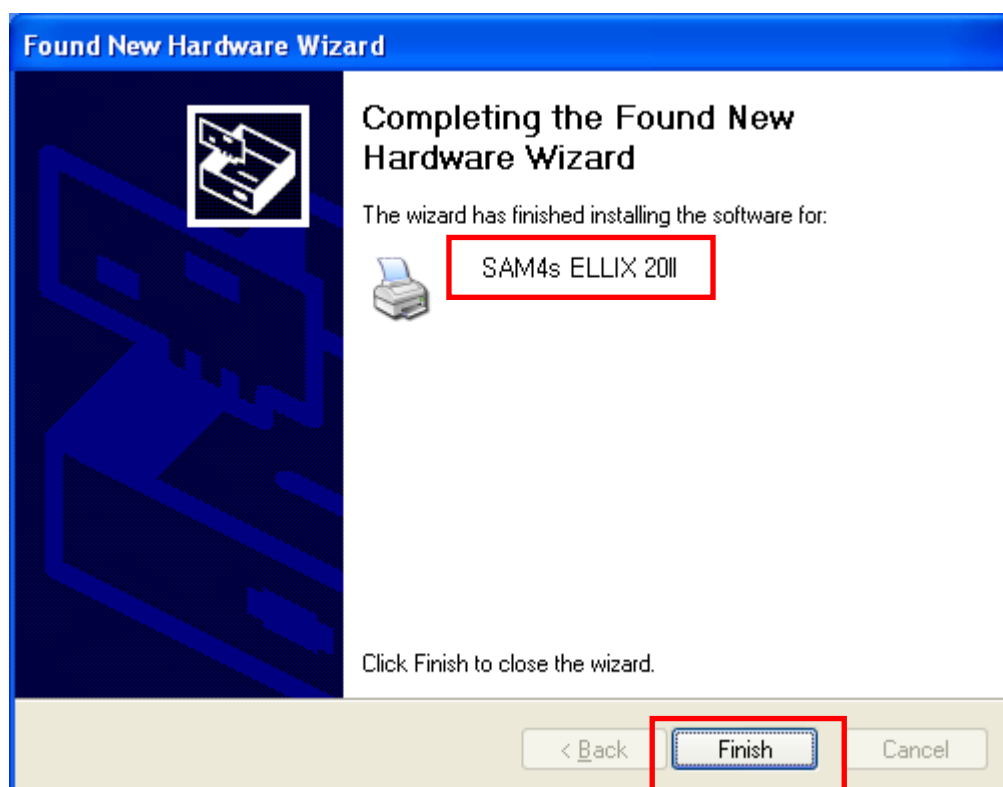 Found New Hardware Wizard
Completing the Found New
Hardware Wizard
The wizard has finished installing the software for:
SAM4s ELLIX 20II
Click Finish to close the wizard.
< Back
Finish
Cancel